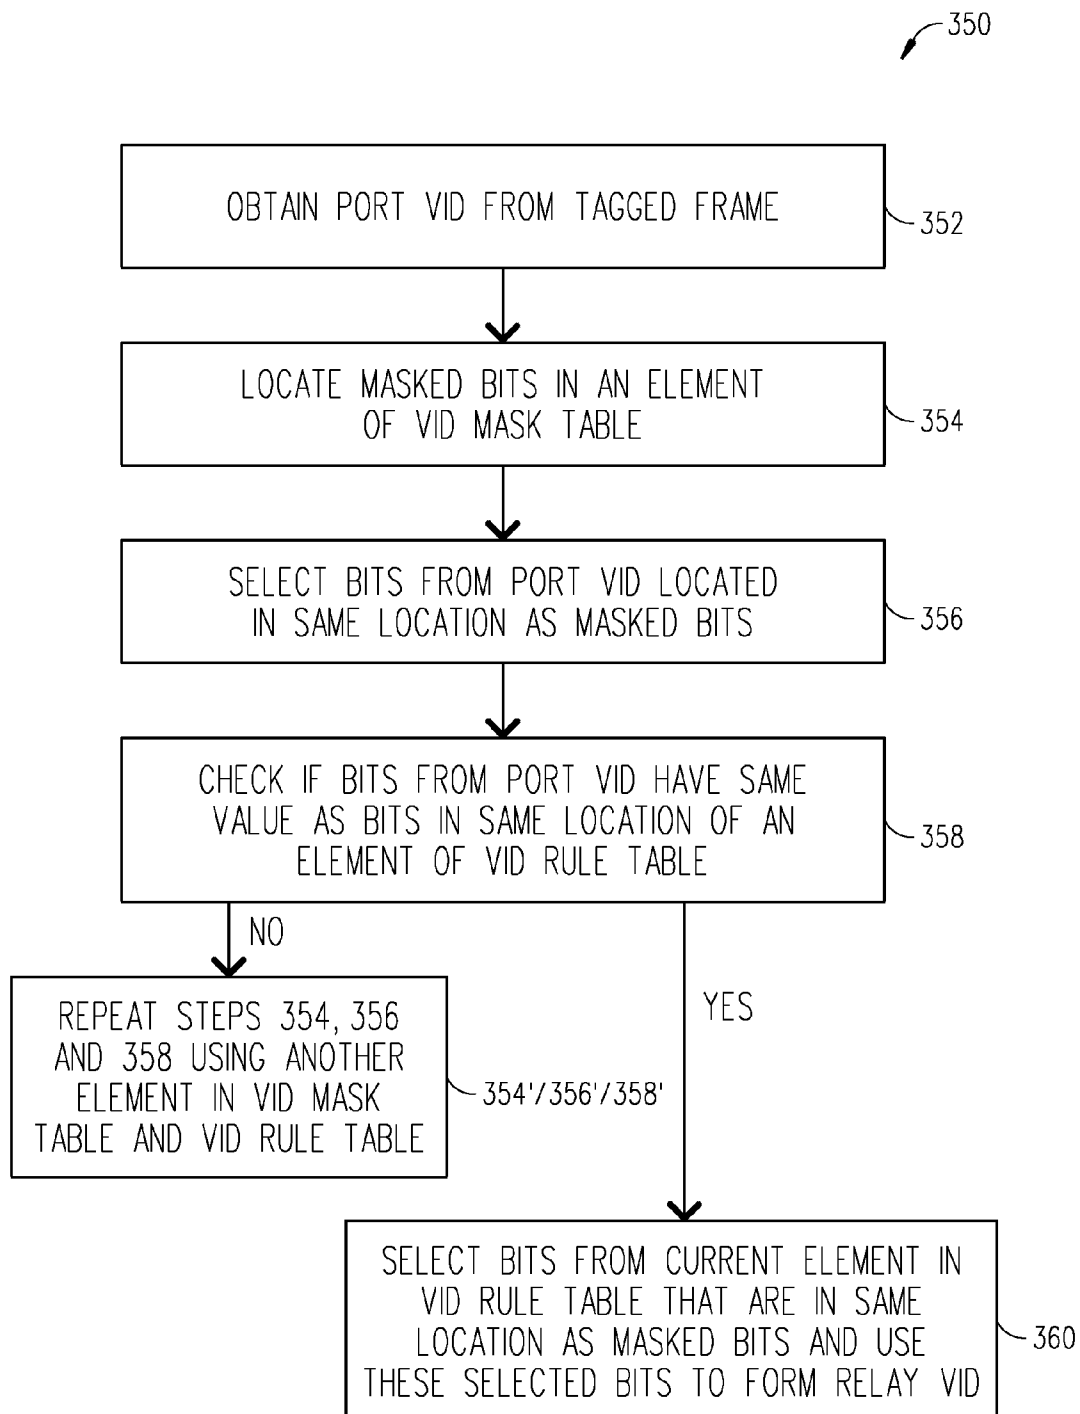 350
OBTAIN PORT VID FROM TAGGED FRAME
352
LOCATE MASKED BITS IN AN ELEMENT
OF VID MASK TABLE
354
SELECT BITS FROM PORT VID LOCATED
IN SAME LOCATION AS MASKED BITS
356
CHECK IF BITS FROM PORT VID HAVE SAME
VALUE AS BITS IN SAME LOCATION OF AN
ELEMENT OF VID RULE TABLE
358
NO
YES
REPEAT STEPS 354, 356
AND 358 USING ANOTHER
ELEMENT IN VID MASK
TABLE AND VID RULE TABLE
354'/356'/358'
SELECT BITS FROM CURRENT ELEMENT IN
VID RULE TABLE THAT ARE IN SAME
LOCATION AS MASKED BITS AND USE
THESE SELECTED BITS TO FORM RELAY VID
360